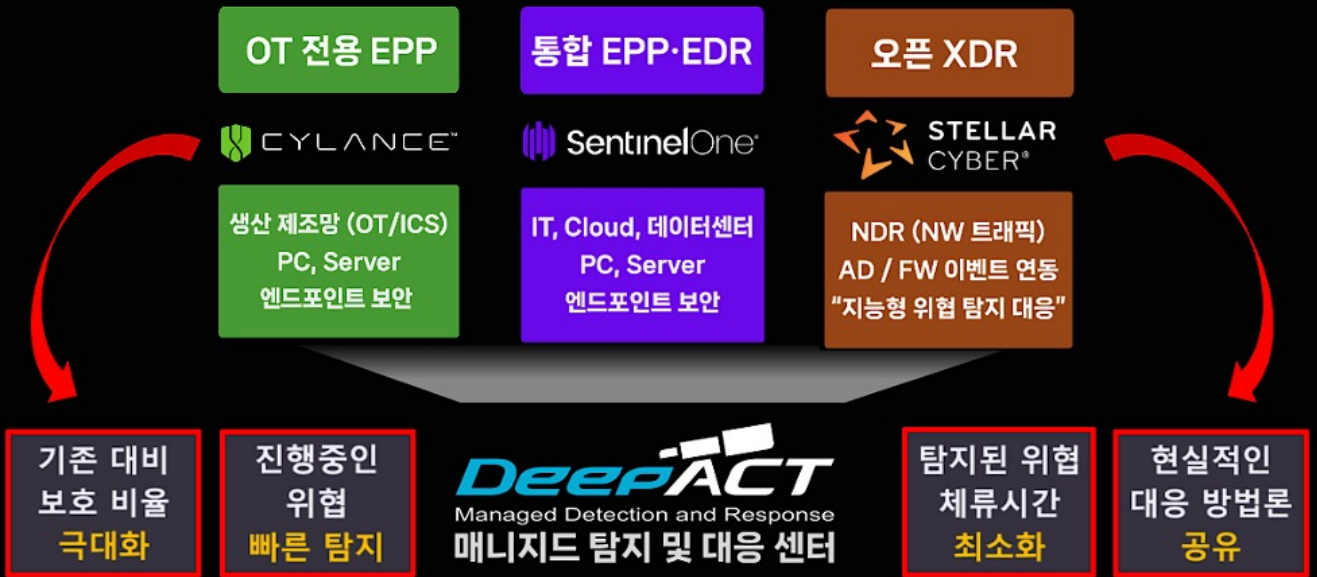 OT 전용 EPP
통합 EPP·EDR
오픈 XDR
CYLANCE™
SentinelOne®
STELLAR
CYBER®
생산 제조망 (OT/ICS)
PC, Server
엔드포인트 보안
IT, Cloud, 데이터센터
PC, Server
엔드포인트 보안
NDR (NW 트래픽)
AD / FW 이벤트 연동
“지능형 위협 탐지 대응”
기존 대비
보호 비율
극대화
진행중인
위협
빠른 탐지
DeepACT
Managed Detection and Response
매니지드 탐지 및 대응 센터
탐지된 위협
체류시간
최소화
현실적인
대응 방법론
공유